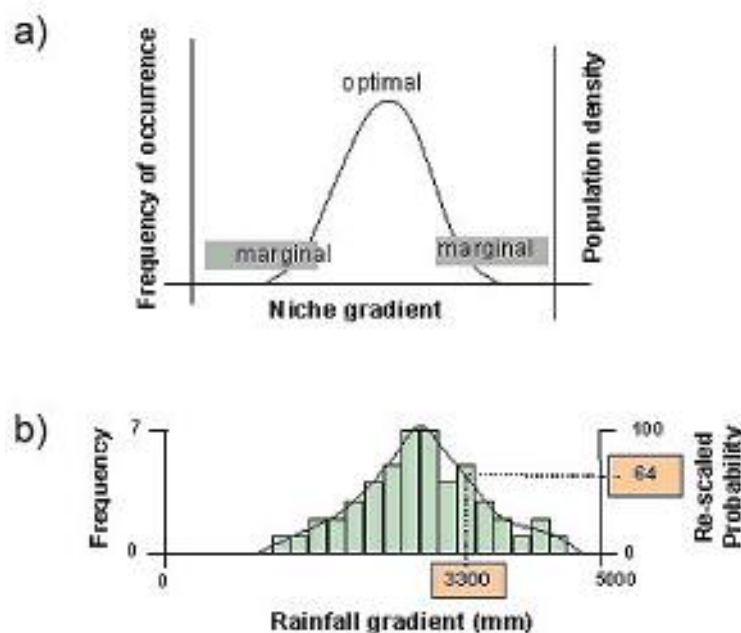 a)
Frequency of occurrence
optimal
marginal
marginal
Population density
Niche gradient
b)
Frequency
7
0
100
64
0
Re-scaled
Probability
0
3300
5000
Rainfall gradient (mm)